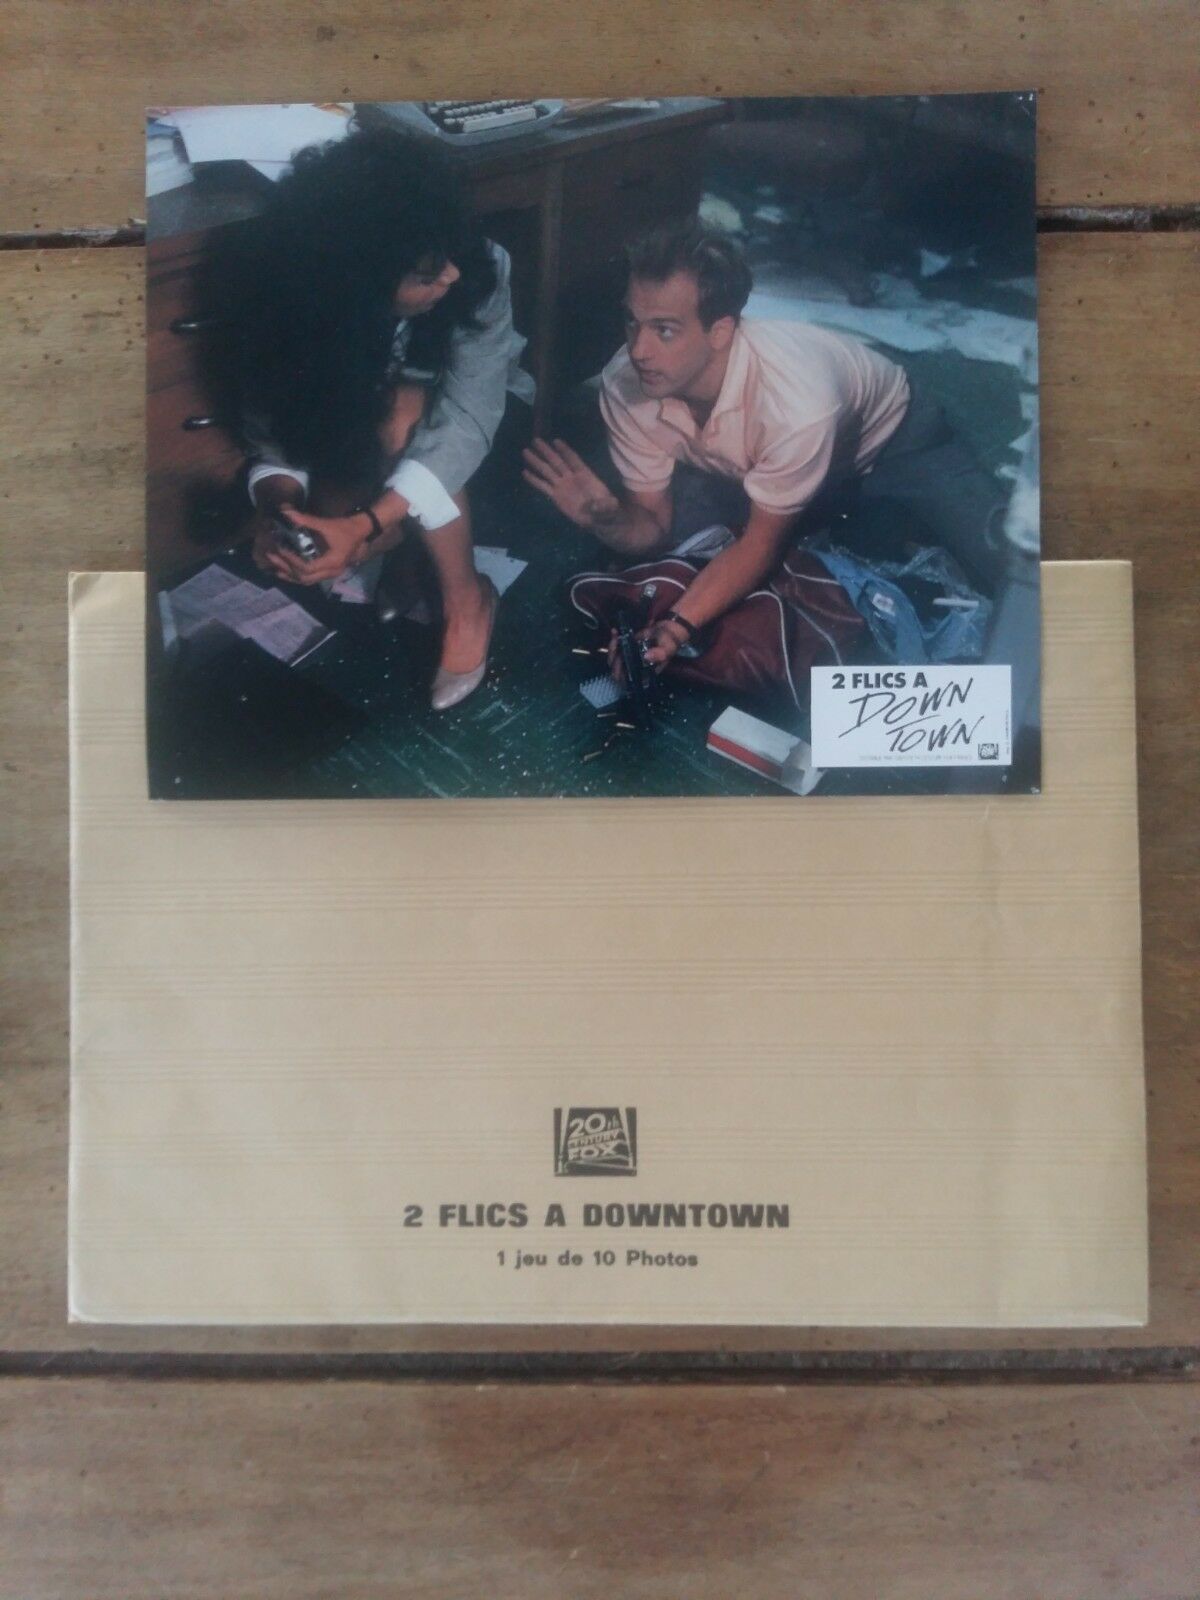 2 FLICS A
DOWN
TOWN
20th
CENTURY
FOX
2 FLICS A DOWNTOWN
1 jeu de 10 Photos